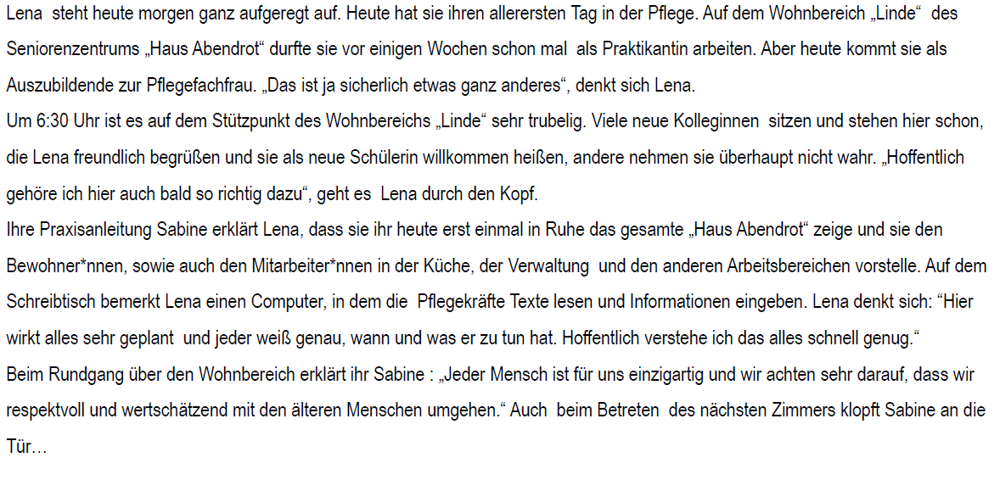 Lena  steht heute morgen ganz aufgeregt auf. Heute hat sie ihren allerersten Tag in der Pflege. Auf dem Wohnbereich „Linde“  des
Seniorenzentrums „Haus Abendrot“ durfte sie vor einigen Wochen schon mal  als Praktikantin arbeiten. Aber heute kommt sie als
Auszubildende zur Pflegefachfrau. „Das ist ja sicherlich etwas ganz anderes“, denkt sich Lena.
Um 6:30 Uhr ist es auf dem Stützpunkt des Wohnbereichs „Linde“ sehr trubelig. Viele neue Kolleginnen  sitzen und stehen hier schon,
die Lena freundlich begrüßen und sie als neue Schülerin willkommen heißen, andere nehmen sie überhaupt nicht wahr. „Hoffentlich
gehöre ich hier auch bald so richtig dazu“, geht es  Lena durch den Kopf.
Ihre Praxisanleitung Sabine erklärt Lena, dass sie ihr heute erst einmal in Ruhe das gesamte „Haus Abendrot“ zeige und sie den
Bewohner*nnen, sowie auch den Mitarbeiter*nnen in der Küche, der Verwaltung  und den anderen Arbeitsbereichen vorstelle. Auf dem
Schreibtisch bemerkt Lena einen Computer, in dem die  Pflegekräfte Texte lesen und Informationen eingeben. Lena denkt sich: “Hier
wirkt alles sehr geplant  und jeder weiß genau, wann und was er zu tun hat. Hoffentlich verstehe ich das alles schnell genug.“
Beim Rundgang über den Wohnbereich erklärt ihr Sabine : „Jeder Mensch ist für uns einzigartig und wir achten sehr darauf, dass wir
respektvoll und wertschätzend mit den älteren Menschen umgehen.“ Auch  beim Betreten  des nächsten Zimmers klopft Sabine an die
Tür…